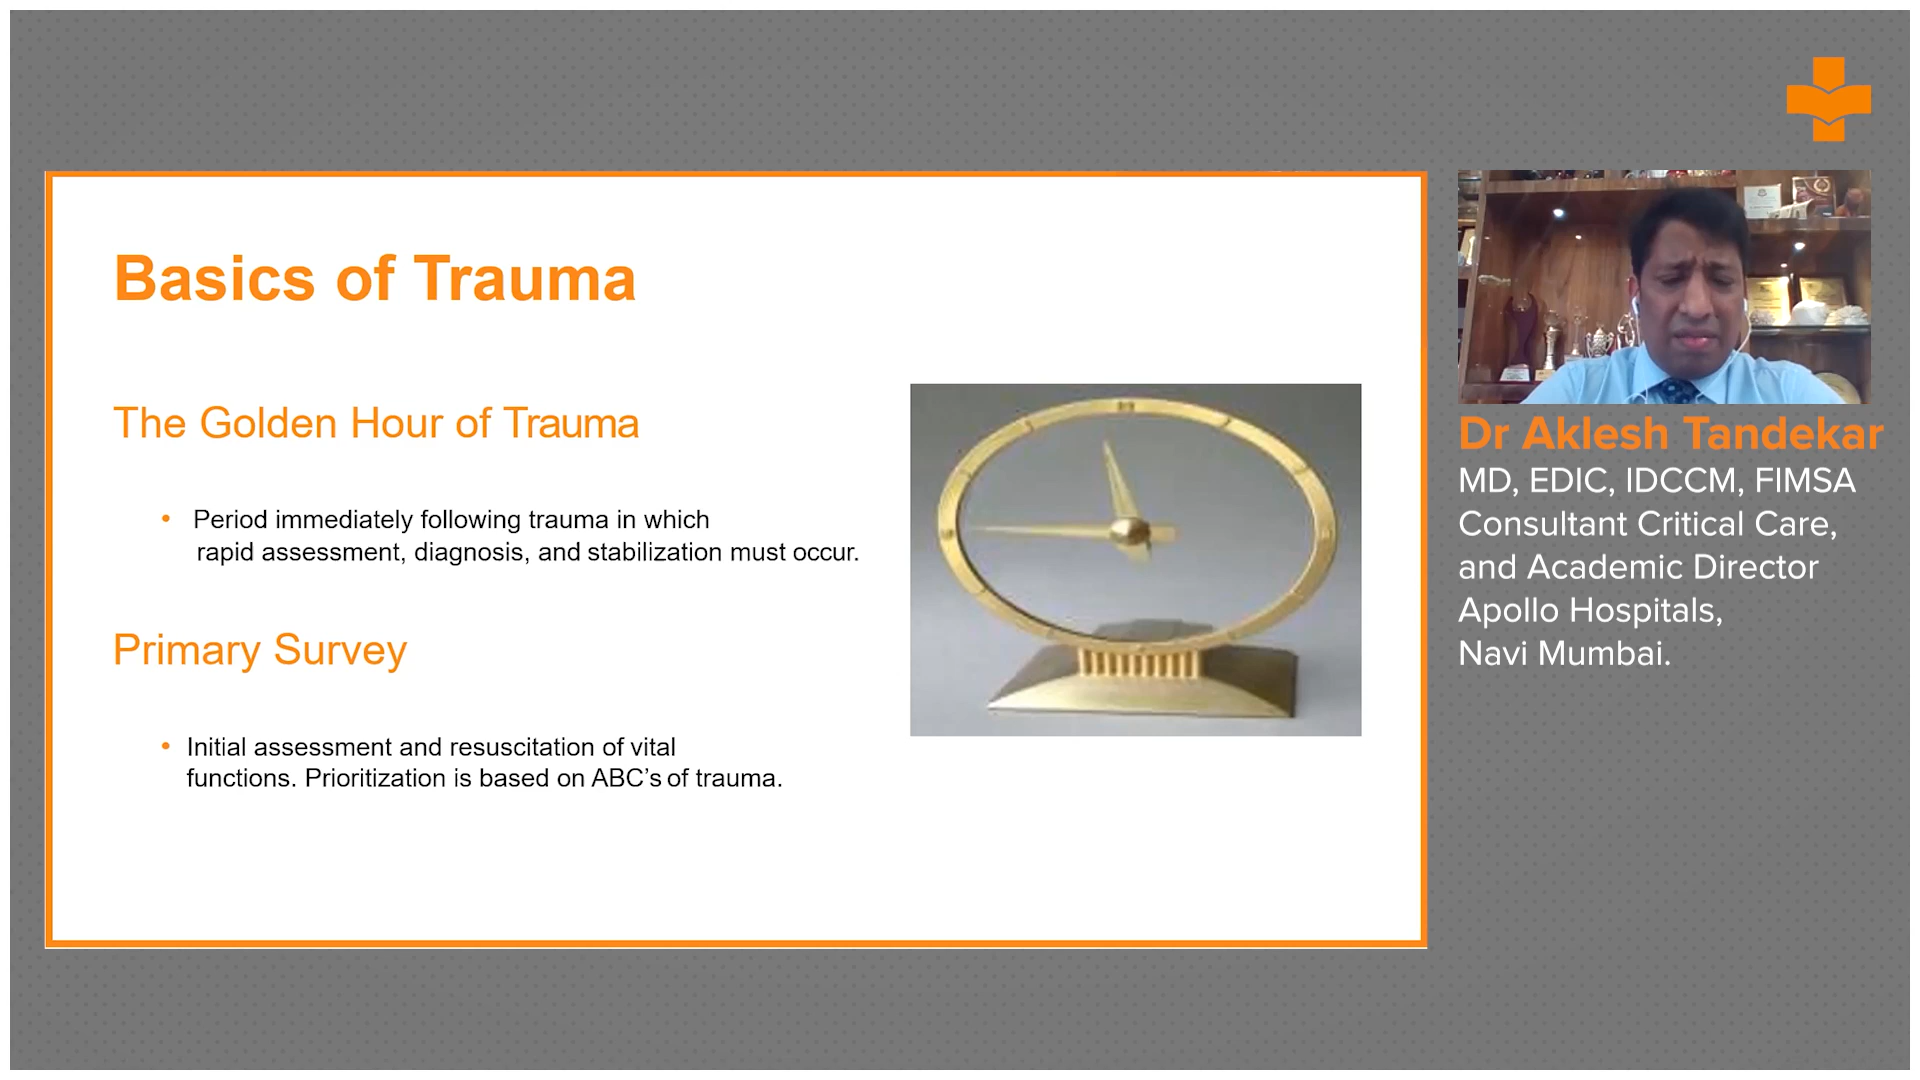 Basics of Trauma
The Golden Hour of Trauma
• Period immediately following trauma in which
rapid assessment, diagnosis, and stabilization must occur.
Primary Survey
• Initial assessment and resuscitation of vital
functions. Prioritization is based on ABC’s of trauma.
Dr Aklesh Tandekar
MD, EDIC, IDCCM, FIMSA
Consultant Critical Care,
and Academic Director
Apollo Hospitals,
Navi Mumbai.